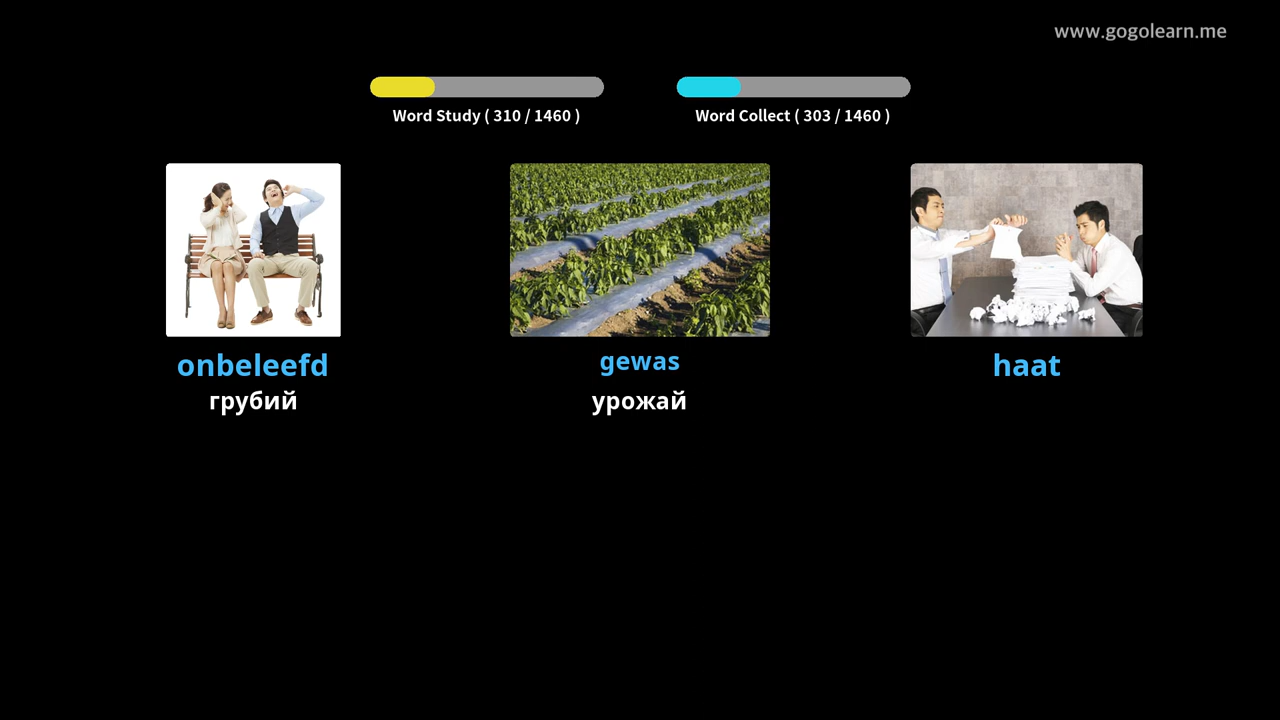 www.gogolearn.me
Word Study ( 310 / 1460 )
Word Collect ( 303 / 1460 )
onbeleefd
грубий
gewas
урожай
haat